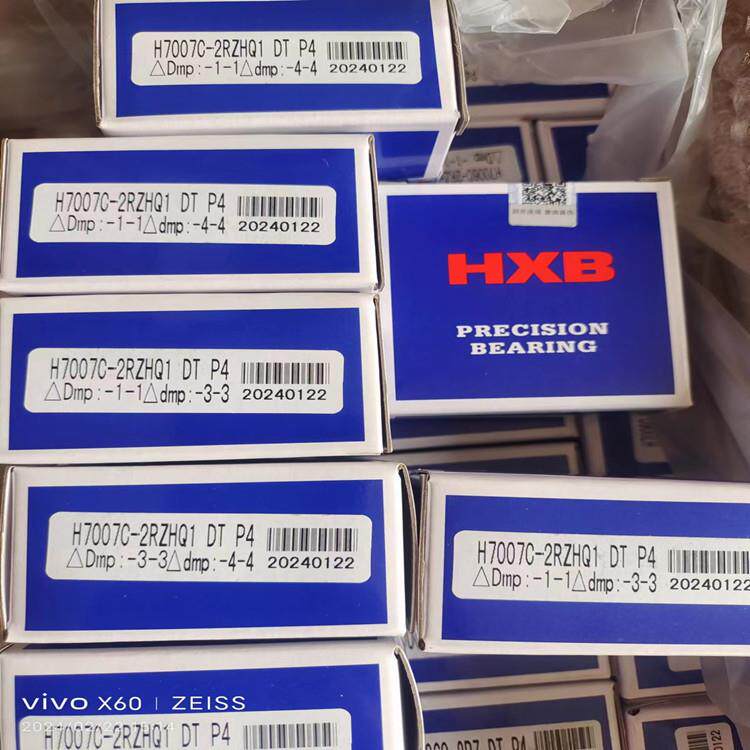 H7007C-2RZHQ1 DT P4
△Dmp:-1-1△dmp:-4-4 20240122
H7007C-2RZHQ1 DT P4
△Dmp:-1-1△dmp:-4-4 20240122
HXB
PRECISION
BEARING
H7007C-2RZHQ1 DT P4
△Dmp:-1-1△dmp:-3-3 20240122
H7007C-2RZHQ1 DT P4
△Dmp:-3-3△dmp:-4-4 20240122
H7007C-2RZHQ1 DT P4
△Dmp:-1-1△dmp:-3-3 20240122
vivo X60 | ZEISS
H7007C-2RZHQ1 DT P4
DT P4